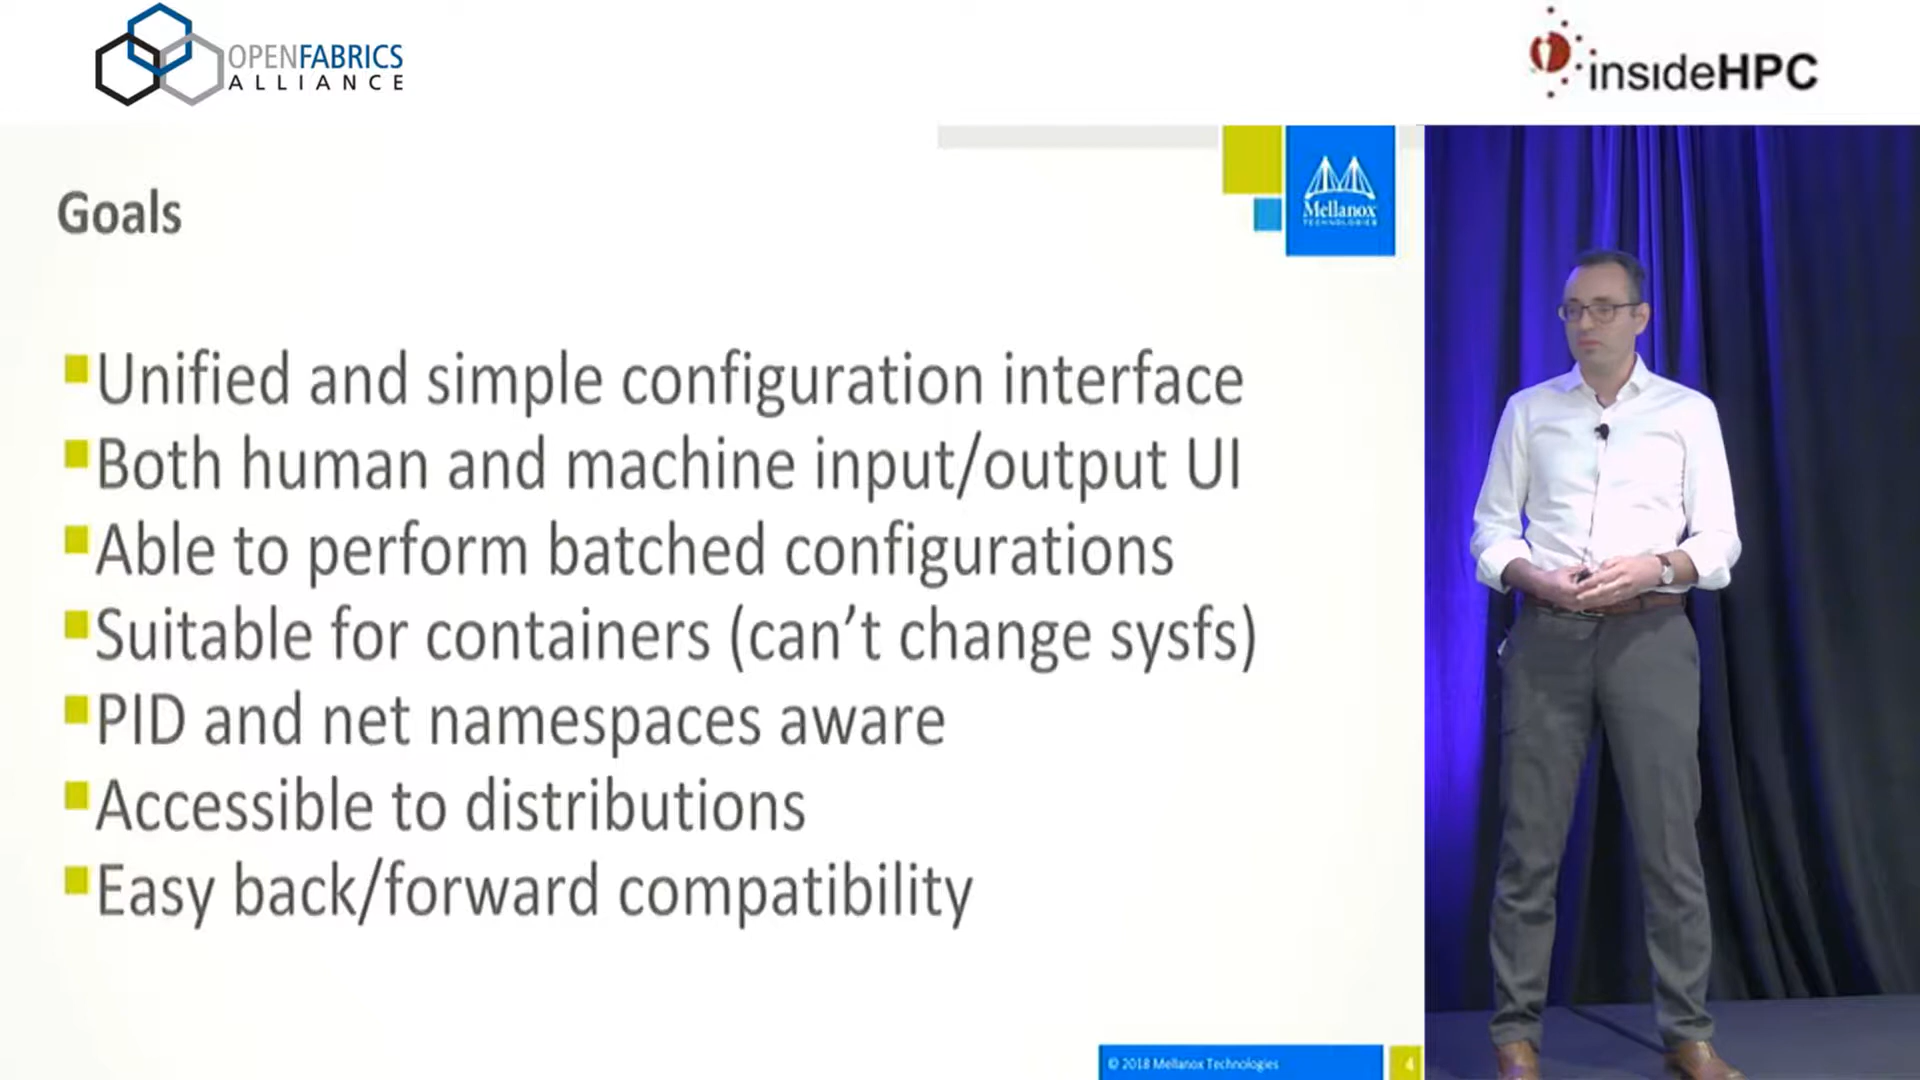 OPENFABRICS
ALLIANCE
insideHPC
Mellanox
TECHNOLOGIES
Goals
Unified and simple configuration interface
Both human and machine input/output UI
Able to perform batched configurations
Suitable for containers (can’t change sysfs)
PID and net namespaces aware
Accessible to distributions
Easy back/forward compatibility
© 2018 Mellanox Technologies
4